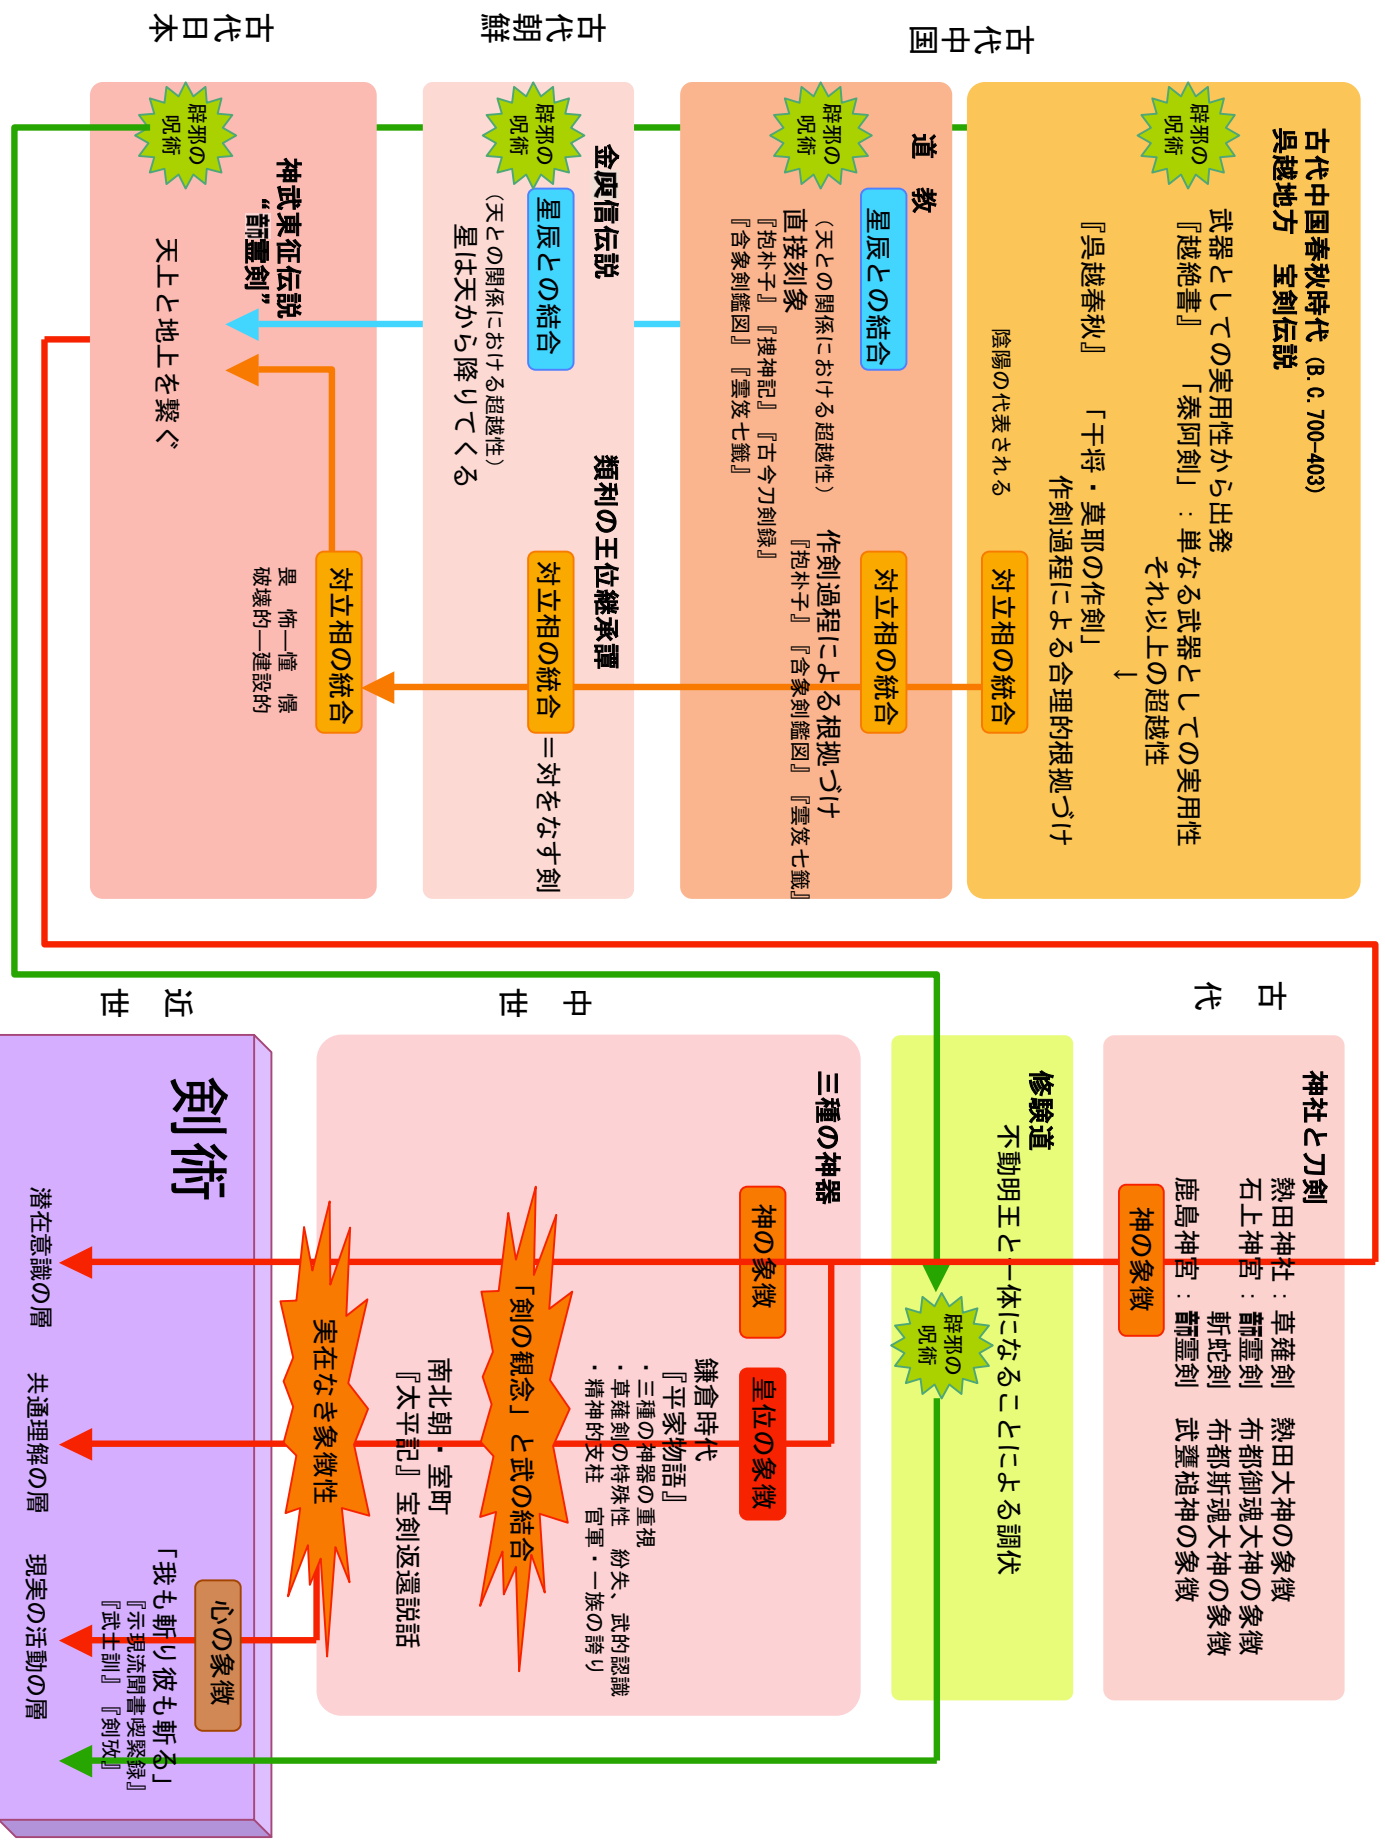 古代中国
古代中国春秋時代（B.C.700―403）
呉越地方　宝剣伝説
辟邪の
呪術
武器としての実用性から出発
『越絶書』　「泰阿剣」：単なる武器としての実用性
↓
それ以上の超越性
『呉越春秋』　「干将・莫耶の作剣」
作剣過程による合理的根拠づけ
陰陽の代表される
対立相の統合
道　教
辟邪の
呪術
星辰との結合
（天との関係における超越性）
直接刻象
『抱朴子』『捜神記』『古今刀剣録』
『含象剣鑑図』『雲笈七籤』
対立相の統合
作剣過程による根拠づけ
『抱朴子』『含象剣鑑図』『雲笈七籤』
古代朝鮮
金庾信伝説
辟邪の
呪術
星辰との結合
（天との関係における超越性）
星は天から降りてくる
類利の王位継承譚
対立相の統合
＝対をなす剣
古代日本
辟邪の
呪術
神武東征伝説
“韴霊剣”
天上と地上を繋ぐ
対立相の統合
畏　怖―憧　憬
破壊的―建設的
古　代
神社と刀剣
熱田神社：草薙剣　熱田大神の象徴
石上神宮：韴霊剣　布都御魂大神の象徴
斬蛇剣　布都斯魂大神の象徴
鹿島神宮：韴霊剣　武甕槌神の象徴
神の象徴
中　世
修験道
不動明王と一体になることによる調伏
辟邪の
呪術
三種の神器
神の象徴
皇位の象徴
鎌倉時代
『平家物語』
・三種の神器の重視
・草薙剣の特殊性　紛失、武的認識
・精神的支柱　官軍・一族の誇り
「剣の観念」と武の結合
南北朝・室町
『太平記』宝剣返還説話
実在なき象徴性
近　世
剣術
心の象徴
「我も斬り彼も斬る」
『示現流聞書喫緊録』
『武士訓』『剣攷』
潜在意識の層
共通理解の層
現実の活動の層